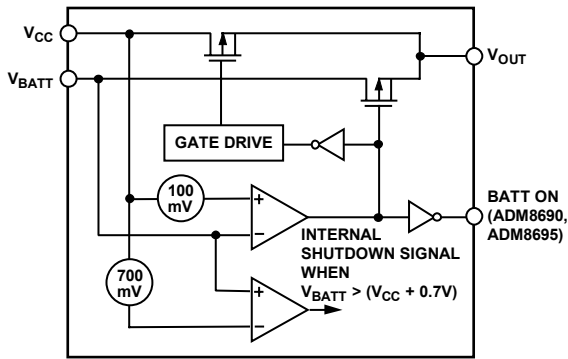 VCC
VBATT
VOUT
GATE DRIVE
100
mV
+
−
BATT ON
(ADM8690,
ADM8695)
INTERNAL
SHUTDOWN SIGNAL
WHEN
VBATT > (VCC + 0.7V)
700
mV
+
−